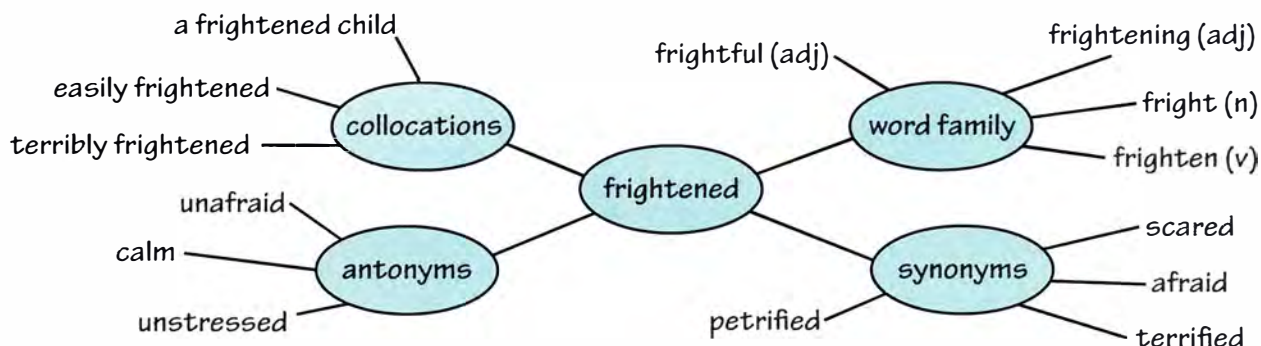 a frightened child
easily frightened
terribly frightened
collocations
frightful (adj)
frightening (adj)
fright (n)
frighten (v)
word family
frightened
unafraid
calm
unstressed
antonyms
synonyms
scared
afraid
terrified
petrified